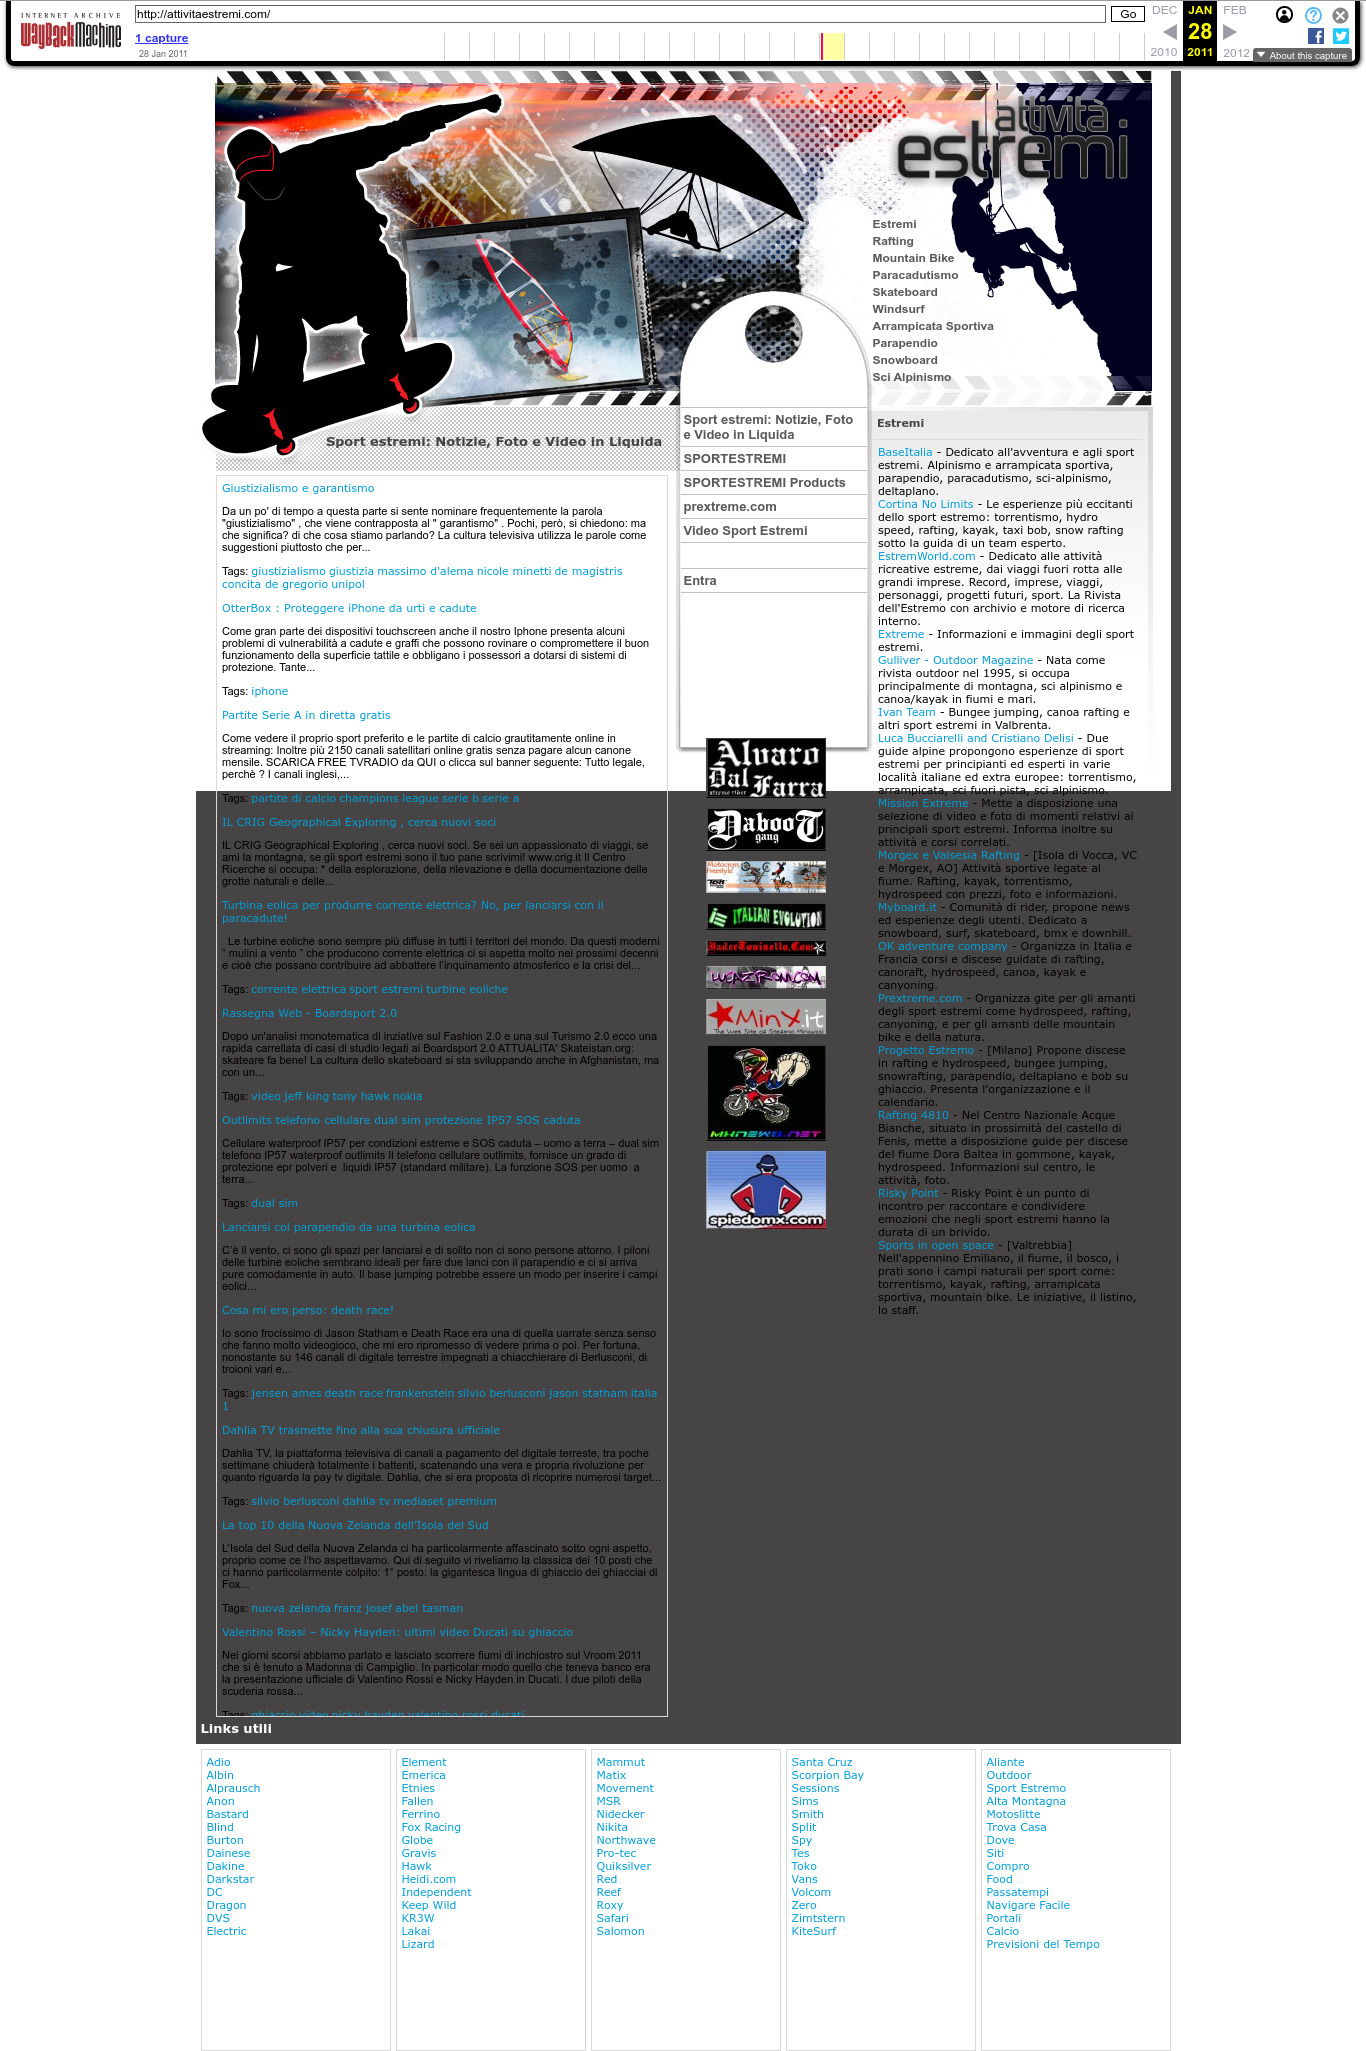 INTERNET ARCHIVE
WayBackMachine
http://attivitaestremi.com/
Go
DEC
JAN
FEB
1 capture
28
28 Jan 2011
2010
2011
2012
About this capture
attività
estremi
Estremi
Rafting
Mountain Bike
Paracadutismo
Skateboard
Windsurf
Arrampicata Sportiva
Parapendio
Snowboard
Sci Alpinismo
Sport estremi: Notizie, Foto e Video in Liquida
Giustizialismo e garantismo
Da un po' di tempo a questa parte si sente nominare frequentemente la parola
"giustizialismo" , che viene contrapposta al " garantismo" . Pochi, però, si chiedono: ma
che significa? di che cosa stiamo parlando? La cultura televisiva utilizza le parole come
suggestioni piuttosto che per...
Tags: giustizialismo giustizia massimo d'alema nicole minetti de magistris
concita de gregorio unipol
OtterBox : Proteggere iPhone da urti e cadute
Come gran parte dei dispositivi touchscreen anche il nostro Iphone presenta alcuni
problemi di vulnerabilità a cadute e graffi che possono rovinare o compromettere il buon
funzionamento della superficie tattile e obbligano i possessori a dotarsi di sistemi di
protezione. Tante...
Tags: iphone
Partite Serie A in diretta gratis
Come vedere il proprio sport preferito e le partite di calcio grautitamente online in
streaming: Inoltre più 2150 canali satellitari online gratis senza pagare alcun canone
mensile. SCARICA FREE TVRADIO da QUI o clicca sul banner seguente: Tutto legale,
perchè ? I canali inglesi,...
Tags: partite di calcio champions league serie b serie a
IL CRIG Geographical Exploring , cerca nuovi soci
IL CRIG Geographical Exploring , cerca nuovi soci. Se sei un appassionato di viaggi, se
ami la montagna, se gli sport estremi sono il tuo pane scrivimi! www.crig.it Il Centro
Ricerche si occupa: * della esplorazione, della rilevazione e della documentazione delle
grotte naturali e delle...
Turbina eolica per produrre corrente elettrica? No, per lanciarsi con il
paracadute!
Le turbine eoliche sono sempre più diffuse in tutti i territori del mondo. Da questi moderni
" mulini a vento " che producono corrente elettrica ci si aspetta molto nei prossimi decenni
e cioè che possano contribuire ad abbattere l'inquinamento atmosferico e la crisi del...
Tags: corrente elettrica sport estremi turbine eoliche
Rassegna Web - Boardsport 2.0
Dopo un'analisi monotematica di inziative sul Fashion 2.0 e una sul Turismo 2.0 ecco una
rapida carrellata di casi di studio legati ai Boardsport 2.0 ATTUALITA' Skateistan.org:
skateare fa bene! La cultura dello skateboard si sta sviluppando anche in Afghanistan, ma
con un...
Tags: video jeff king tony hawk nokia
Outlimits telefono cellulare dual sim protezione IP57 SOS caduta
Cellulare waterproof IP57 per condizioni estreme e SOS caduta – uomo a terra – dual sim
telefono IP57 waterproof outlimits Il telefono cellulare outlimits, fornisce un grado di
protezione epr polveri e liquidi IP57 (standard militare). La funzione SOS per uomo a
terra...
Tags: dual sim
Lanciarsi col parapendio da una turbina eolica
C'è il vento, ci sono gli spazi per lanciarsi e di solito non ci sono persone attorno. I piloni
delle turbine eoliche sembrano ideali per fare due lanci con il parapendio e ci si arriva
pure comodamente in auto. Il base jumping potrebbe essere un modo per inserire i campi
eolici...
Cosa mi ero perso: death race!
Io sono frocissimo di Jason Statham e Death Race era una di quella uarrate senza senso
che fanno molto videogioco, che mi ero ripromesso di vedere prima o poi. Per fortuna,
nonostante su 146 canali di digitale terrestre impegnati a chiacchierare di Berlusconi, di
troioni vari e...
Tags: jensen ames death race frankenstein silvio berlusconi jason statham italia
1
Dahlia TV trasmette fino alla sua chiusura ufficiale
Dahlia TV, la piattaforma televisiva di canali a pagamento del digitale terreste, tra poche
settimane chiuderà totalmente i battenti, scatenando una vera e propria rivoluzione per
quanto riguarda la pay tv digitale. Dahlia, che si era proposta di ricoprire numerosi target...
Tags: silvio berlusconi dahlia tv mediaset premium
La top 10 della Nuova Zelanda dell'Isola del Sud
L'Isola del Sud della Nuova Zelanda ci ha particolarmente affascinato sotto ogni aspetto,
proprio come ce l'ho aspettavamo. Qui di seguito vi riveliamo la classica dei 10 posti che
ci hanno particolarmente colpito: 1° posto: la gigantesca lingua di ghiaccio dei ghiacciai di
Fox...
Tags: nuova zelanda franz josef abel tasman
Valentino Rossi – Nicky Hayden: ultimi video Ducati su ghiaccio
Nei giorni scorsi abbiamo parlato e lasciato scorrere fiumi di inchiostro sul Vroom 2011
che si è tenuto a Madonna di Campiglio. In particolar modo quello che teneva banco era
la presentazione ufficiale di Valentino Rossi e Nicky Hayden in Ducati. I due piloti della
scuderia rossa...
Tags: ghiaccio video nicky hayden valentino rossi ducati
Sport estremi: Notizie, Foto
e Video in Liquida
SPORTESTREMI
SPORTESTREMI Products
prextreme.com
Video Sport Estremi
Entra
Alvaro
Dal Farra
xtreme rider
Daboot
gang
Motocross
Freestyle
ITALIAN EVOLUTION
MaderToninetto.Com
LUCAZIRONI.COM
MinX it
The Web Site of Stefano Minguzzi
MXNEWS.NET
spiedomx.com
Estremi
BaseItalia - Dedicato all'avventura e agli sport
estremi. Alpinismo e arrampicata sportiva,
parapendio, paracadutismo, sci-alpinismo,
deltaplano.
Cortina No Limits - Le esperienze più eccitanti
dello sport estremo: torrentismo, hydro
speed, rafting, kayak, taxi bob, snow rafting
sotto la guida di un team esperto.
EstremWorld.com - Dedicato alle attività
ricreative estreme, dai viaggi fuori rotta alle
grandi imprese. Record, imprese, viaggi,
personaggi, progetti futuri, sport. La Rivista
dell'Estremo con archivio e motore di ricerca
interno.
Extreme - Informazioni e immagini degli sport
estremi.
Gulliver - Outdoor Magazine - Nata come
rivista outdoor nel 1995, si occupa
principalmente di montagna, sci alpinismo e
canoa/kayak in fiumi e mari.
Ivan Team - Bungee jumping, canoa rafting e
altri sport estremi in Valbrenta.
Luca Bucciarelli and Cristiano Delisi - Due
guide alpine propongono esperienze di sport
estremi per principianti ed esperti in varie
località italiane ed extra europee: torrentismo,
arrampicata, sci fuori pista, sci alpinismo.
Mission Extreme - Mette a disposizione una
selezione di video e foto di momenti relativi ai
principali sport estremi. Informa inoltre su
attività e corsi correlati.
Morgex e Valsesia Rafting - [Isola di Vocca, VC
e Morgex, AO] Attività sportive legate al
fiume. Rafting, kayak, torrentismo,
hydrospeed con prezzi, foto e informazioni.
Myboard.it - Comunità di rider, propone news
ed esperienze degli utenti. Dedicato a
snowboard, surf, skateboard, bmx e downhill.
OK adventure company - Organizza in Italia e
Francia corsi e discese guidate di rafting,
canoraft, hydrospeed, canoa, kayak e
canyoning.
Prextreme.com - Organizza gite per gli amanti
degli sport estremi come hydrospeed, rafting,
canyoning, e per gli amanti delle mountain
bike e della natura.
Progetto Estremo - [Milano] Propone discese
in rafting e hydrospeed, bungee jumping,
snowrafting, parapendio, deltaplano e bob su
ghiaccio. Presenta l'organizzazione e il
calendario.
Rafting 4810 - Nel Centro Nazionale Acque
Bianche, situato in prossimità del castello di
Fenis, mette a disposizione guide per discese
del fiume Dora Baltea in gommone, kayak,
hydrospeed. Informazioni sul centro, le
attività, foto.
Risky Point - Risky Point è un punto di
incontro per raccontare e condividere
emozioni che negli sport estremi hanno la
durata di un brivido.
Sports in open space - [Valtrebbia]
Nell'appennino Emiliano, il fiume, il bosco, i
prati sono i campi naturali per sport come:
torrentismo, kayak, rafting, arrampicata
sportiva, mountain bike. Le iniziative, il listino,
lo staff.
Links utili
Adio
Albin
Alprausch
Anon
Bastard
Blind
Burton
Dainese
Dakine
Darkstar
DC
Dragon
DVS
Electric
Element
Emerica
Etnies
Fallen
Ferrino
Fox Racing
Globe
Gravis
Hawk
Heidi.com
Independent
Keep Wild
KR3W
Lakai
Lizard
Mammut
Matix
Movement
MSR
Nidecker
Nikita
Northwave
Pro-tec
Quiksilver
Red
Reef
Roxy
Safari
Salomon
Santa Cruz
Scorpion Bay
Sessions
Sims
Smith
Split
Spy
Tes
Toko
Vans
Volcom
Zero
Zimtstern
KiteSurf
Aliante
Outdoor
Sport Estremo
Alta Montagna
Motoslitte
Trova Casa
Dove
Siti
Compro
Food
Passatempi
Navigare Facile
Portali
Calcio
Previsioni del Tempo